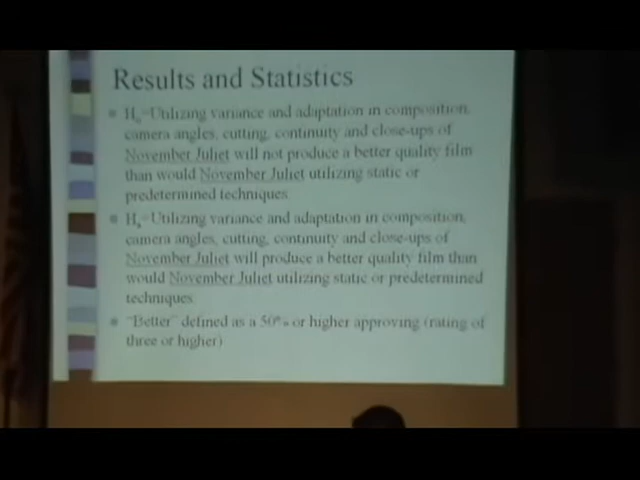 Results and Statistics
Ho=Utilizing variance and adaptation in composition,
camera angles, cutting, continuity and close-ups of
November Juliet will not produce a better quality film
than would November Juliet utilizing static or
predetermined techniques
Ha=Utilizing variance and adaptation in composition,
camera angles, cutting, continuity and close-ups of
November Juliet will produce a better quality film than
would November Juliet utilizing static or predetermined
techniques
"Better" defined as a 50% or higher approving (rating of
three or higher)